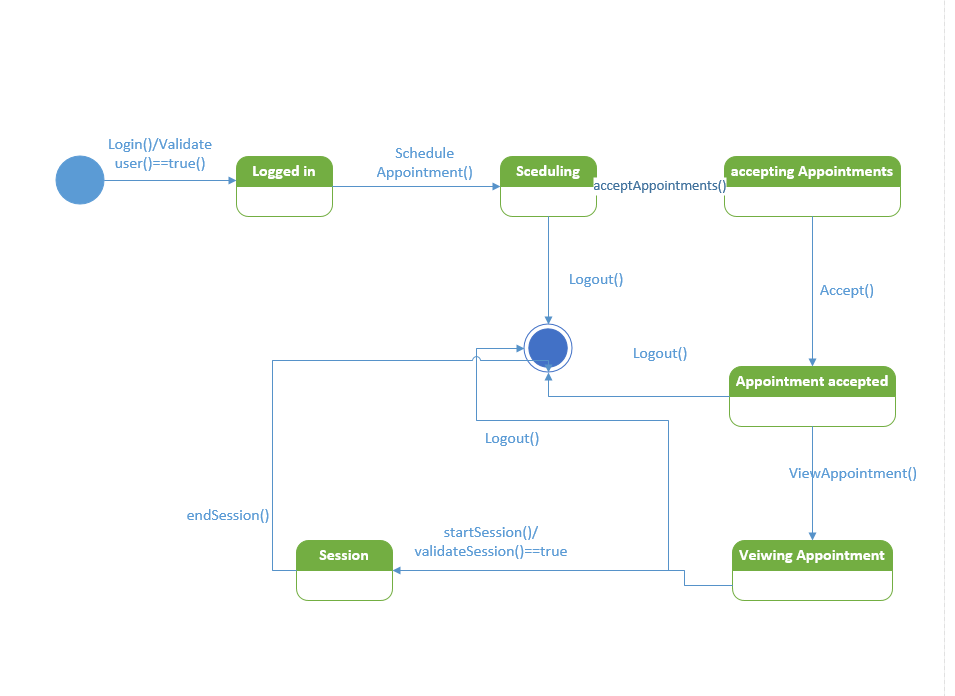 Login()/Validate
user()==true()
Logged in
Schedule
Appointment()
Sceduling
acceptAppointments()
accepting Appointments
Logout()
Accept()
Logout()
Appointment accepted
Logout()
ViewAppointment()
endSession()
startSession()/
validateSession()==true
Session
Veiwing Appointment